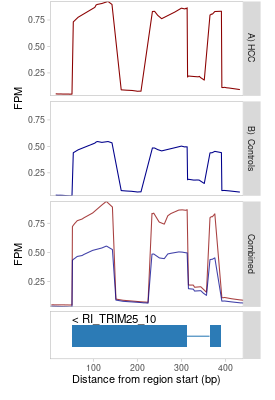 0.75
0.50
0.25
A) HCC
FPM
0.75
0.50
0.25
B) Controls
0.75
0.50
0.25
FPM
Combined
< RI_TRIM25_10
100 200 300 400
Distance from region start (bp)